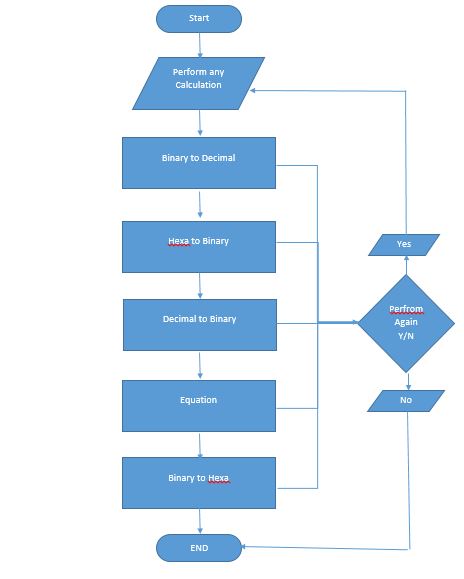 Start
Perform any
Calculation
Binary to Decimal
Hexa to Binary
Yes
Perfrom
Again
Y/N
Decimal to Binary
Equation
No
Binary to Hexa
END